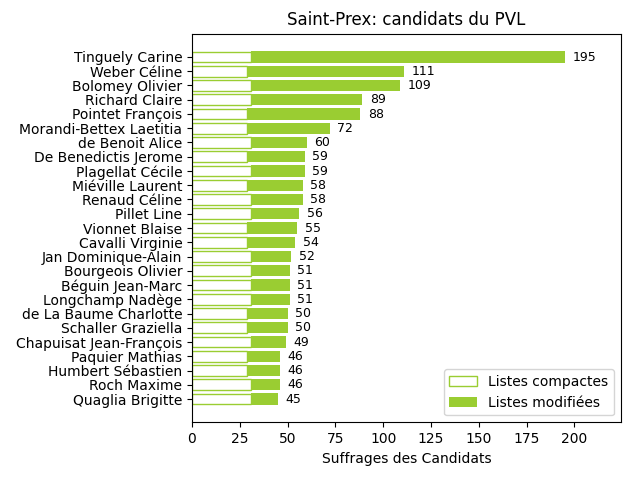 Saint-Prex: candidats du PVL
Tinguely Carine 195
Weber Céline 111
Bolomey Olivier 109
Richard Claire 89
Pointet François 88
Morandi-Bettex Laetitia 72
de Benoit Alice 60
De Benedictis Jerome 59
Plagellat Cécile 59
Miéville Laurent 58
Renaud Céline 58
Pillet Line 56
Vionnet Blaise 55
Cavalli Virginie 54
Jan Dominique-Alain 52
Bourgeois Olivier 51
Béguin Jean-Marc 51
Longchamp Nadège 51
de La Baume Charlotte 50
Schaller Graziella 50
Chapuisat Jean-François 49
Paquier Mathias 46
Humbert Sébastien 46
Roch Maxime 46
Quaglia Brigitte 45
Listes compactes
Listes modifiées
0 25 50 75 100 125 150 175 200
Suffrages des Candidats